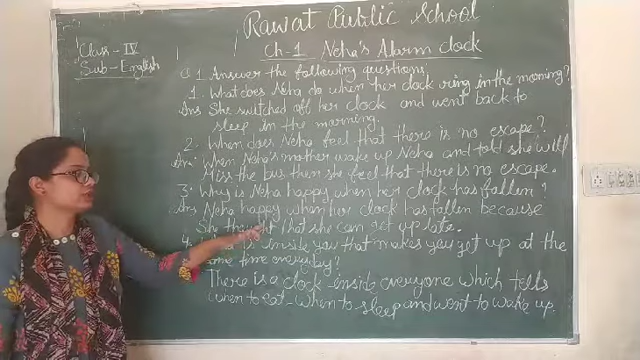 Rawat Public School
Class - IV
Sub - English
Ch-1 Neha's Alarm clock
Q 1. Answer the following questions.
1. What does Neha do when her clock ring in the morning?
Ans She switched off her clock and went back to
sleep in the morning.
2. When does Neha feel that there is no escape?
Ans. When Neha's mother wake up Neha and told she will
Miss the bus then she feel that there is no escape.
3. Why is Neha happy when her clock has fallen?
Ans Neha happy when her clock has fallen because
She thought that she can get up late.
4. is inside you that makes you get up at the
same time everyday?
There is a clock inside everyone which tells
when to eat - when to sleep and went to wake up.